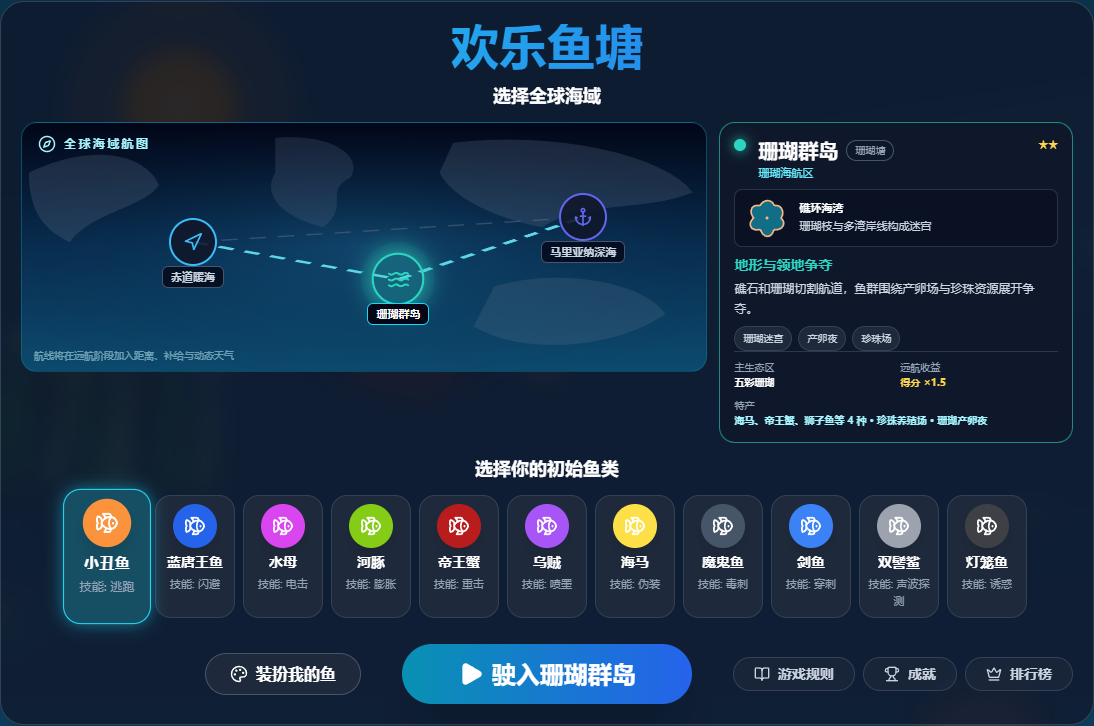 欢乐鱼塘
选择全球海域
全球海域航图
赤道暖海
珊瑚群岛
马里亚纳深海
航线将在远航阶段加入距离、补给与动态天气
珊瑚群岛
珊瑚塘
★★
珊瑚海航区
礁环海湾
珊瑚枝与多湾岸线构成迷宫
地形与领地争夺
礁石和珊瑚切割航道，鱼群围绕产卵场与珍珠资源展开争
夺。
珊瑚迷宫
产卵夜
珍珠场
主生态区
五彩珊瑚
远航收益
得分 ×1.5
特产
海马、帝王蟹、狮子鱼等 4 种 • 珍珠养殖场 • 珊瑚产卵夜
选择你的初始鱼类
小丑鱼
技能: 逃跑
蓝唐王鱼
技能: 闪避
水母
技能: 电击
河豚
技能: 膨胀
帝王蟹
技能: 重击
乌贼
技能: 喷墨
海马
技能: 伪装
魔鬼鱼
技能: 毒刺
剑鱼
技能: 穿刺
双髻鲨
技能: 声波探
测
灯笼鱼
技能: 诱惑
装扮我的鱼
驶入珊瑚群岛
游戏规则
成就
排行榜